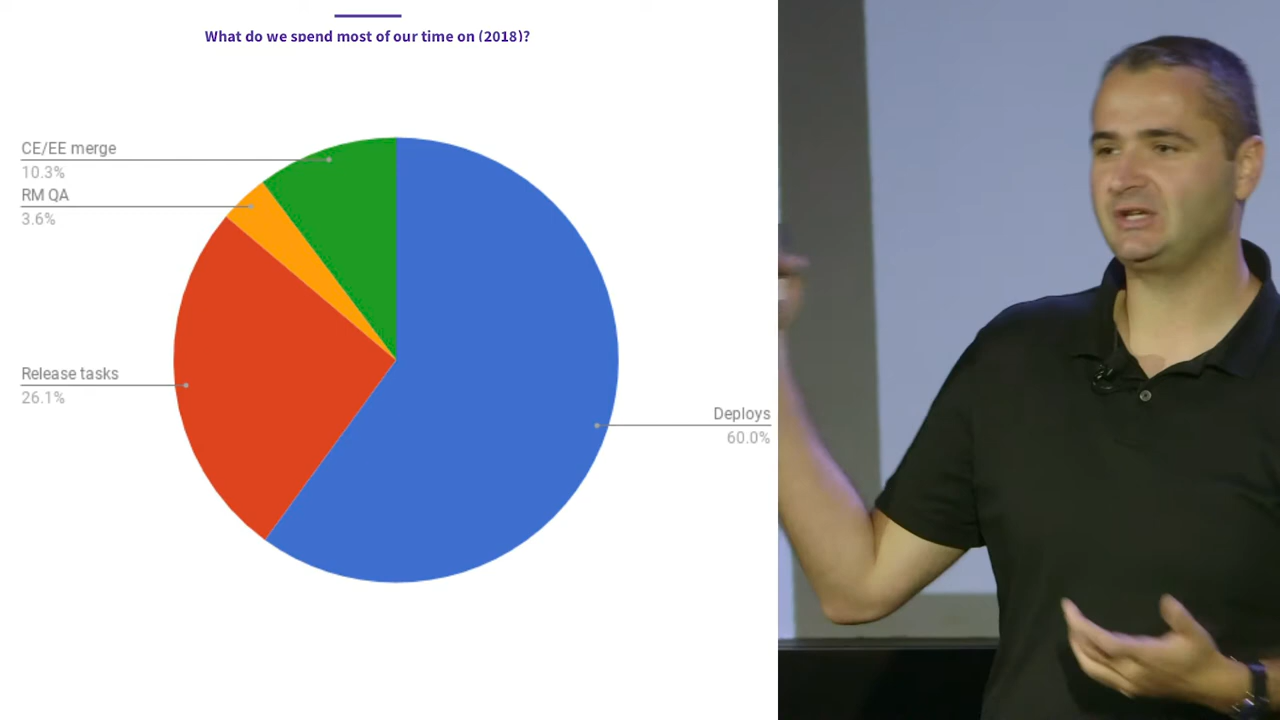 What do we spend most of our time on (2018)?
CE/EE merge
10.3%
RM QA
3.6%
Release tasks
26.1%
Deploys
60.0%